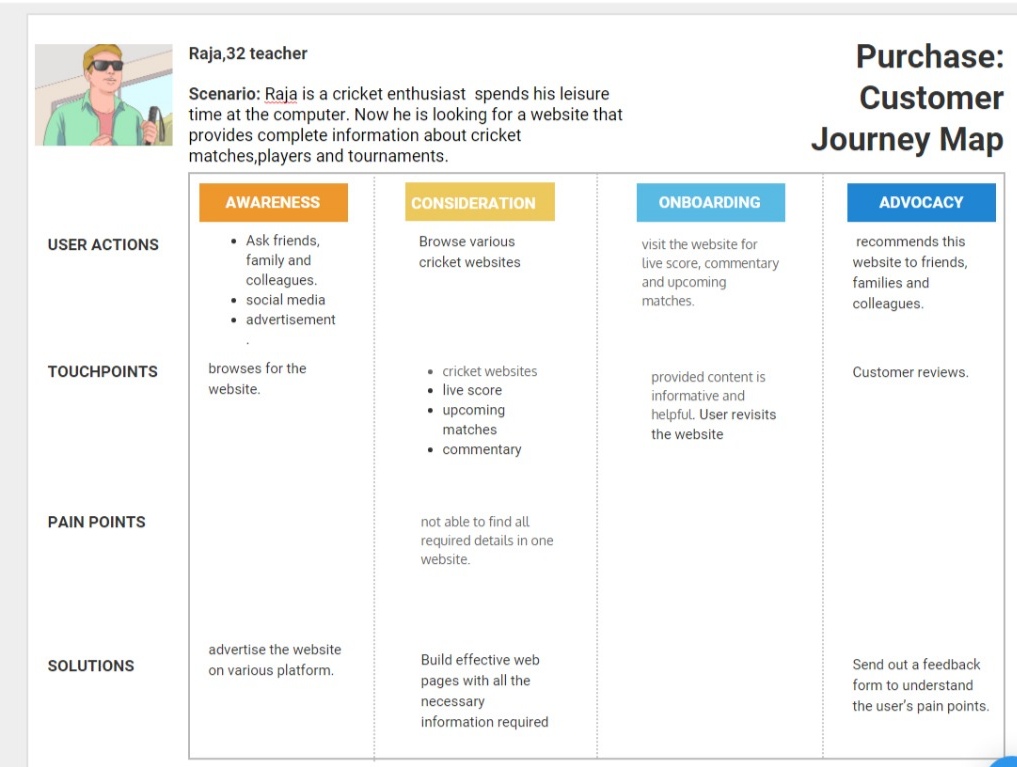 Raja,32 teacher
Purchase:
Customer
Journey Map
Scenario: Raja is a cricket enthusiast  spends his leisure
time at the computer. Now he is looking for a website that
provides complete information about cricket
matches,players and tournaments.
AWARENESS
CONSIDERATION
ONBOARDING
ADVOCACY
USER ACTIONS
• Ask friends,
family and
colleagues.
• social media
• advertisement
.
Browse various
cricket websites
visit the website for
live score, commentary
and upcoming
matches.
recommends this
website to friends,
families and
colleagues.
TOUCHPOINTS
browses for the
website.
• cricket websites
• live score
• upcoming
matches
• commentary
provided content is
informative and
helpful. User revisits
the website
Customer reviews.
PAIN POINTS
not able to find all
required details in one
website.
SOLUTIONS
advertise the website
on various platform.
Build effective web
pages with all the
necessary
information required
Send out a feedback
form to understand
the user's pain points.